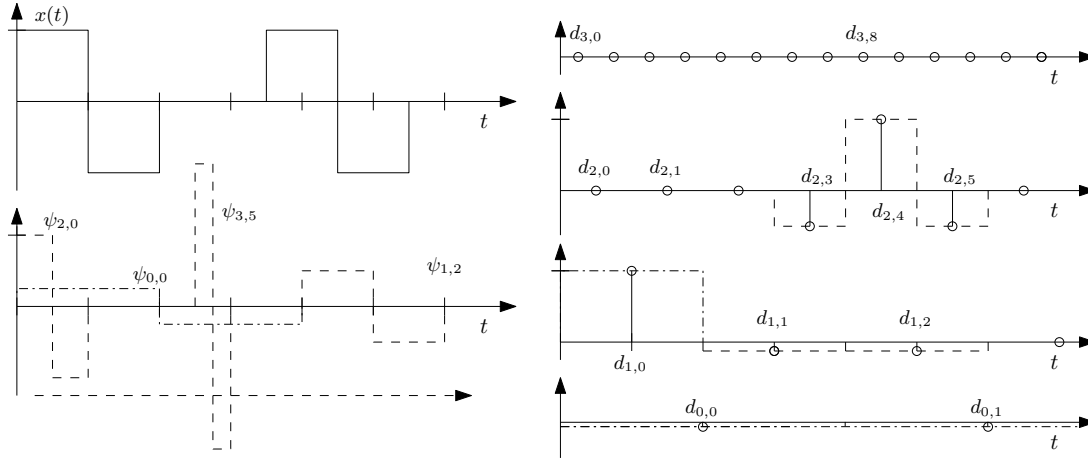 x(t)
t
ψ2,0
ψ3,5
ψ0,0
ψ1,2
t
d3,0
d3,8
t
d2,0
d2,1
d2,3
d2,5
d2,4
t
d1,1
d1,2
d1,0
t
d0,0
d0,1
t